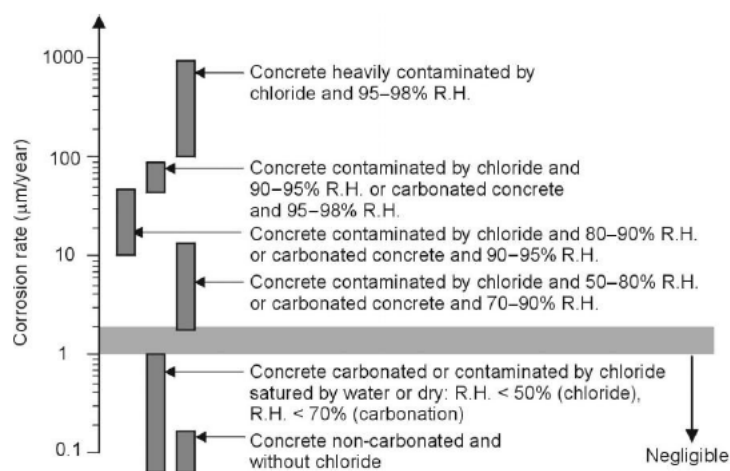 1000
100
10
1
0.1
Corrosion rate (μm/year)
Concrete heavily contaminated by
chloride and 95–98% R.H.
Concrete contaminated by chloride and
90–95% R.H. or carbonated concrete
and 95–98% R.H.
Concrete contaminated by chloride and 80–90% R.H.
or carbonated concrete and 90–95% R.H.
Concrete contaminated by chloride and 50–80% R.H.
or carbonated concrete and 70–90% R.H.
Concrete carbonated or contaminated by chloride
satured by water or dry: R.H. < 50% (chloride),
R.H. < 70% (carbonation)
Concrete non-carbonated and
without chloride
Negligible